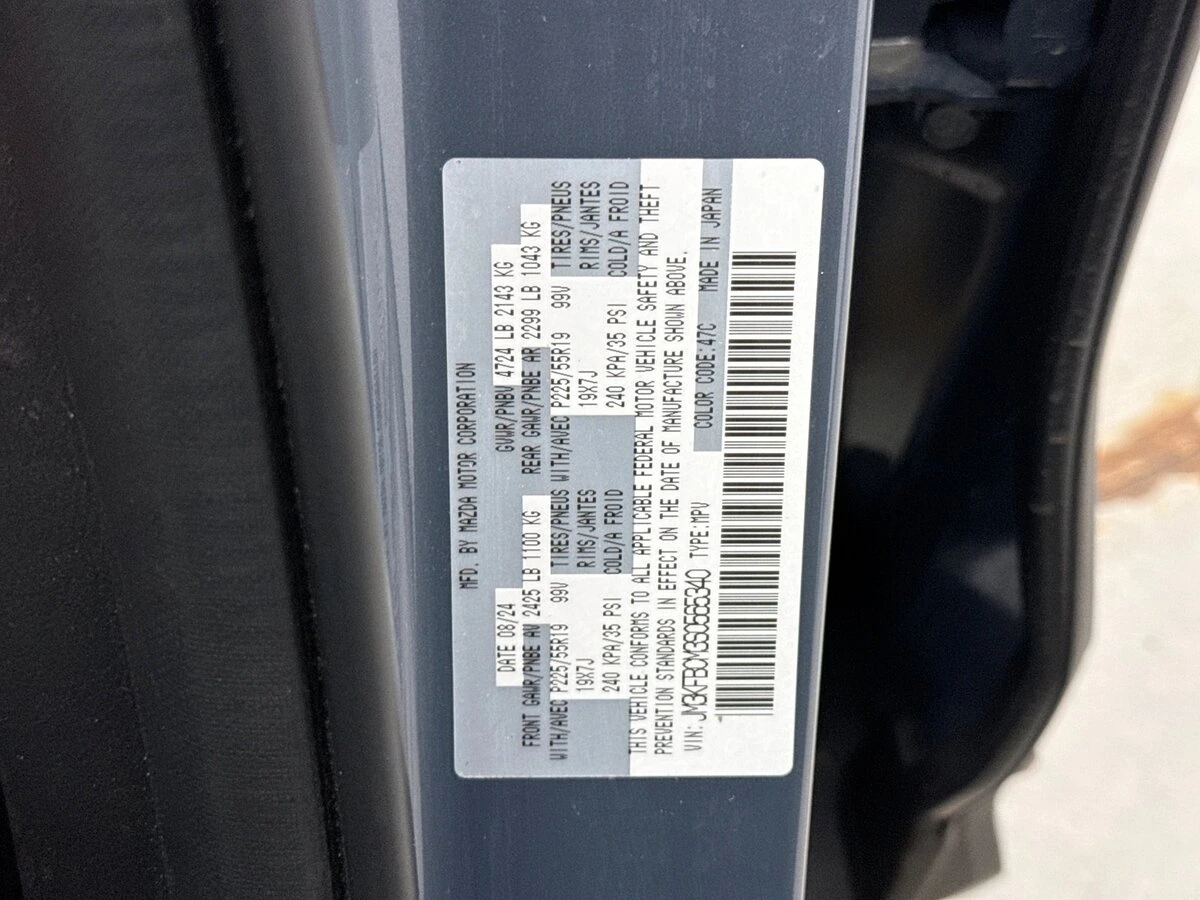 MFD. BY MAZDA MOTOR CORPORATION
DATE 08/24 GVWR/PNBV 4724 LB 2143 KG
FRONT GAWR/PNBE AV 2425 LB 1100 KG REAR GAWR/PNBE AR 2299 LB 1043 KG
WITH/AVEC P225/55R19 99V TIRES/PNEUS WITH/AVEC P225/55R19 99V TIRES/PNEUS
19X7J RIMS/JANTES 19X7J RIMS/JANTES
240 KPA/35 PSI COLD/A FROID 240 KPA/35 PSI COLD/A FROID
THIS VEHICLE CONFORMS TO ALL APPLICABLE FEDERAL MOTOR VEHICLE SAFETY AND THEFT
PREVENTION STANDARDS IN EFFECT ON THE DATE OF MANUFACTURE SHOWN ABOVE.
VIN: JM3KFBCM3S0565340 TYPE:MPV COLOR CODE:47C MADE IN JAPAN